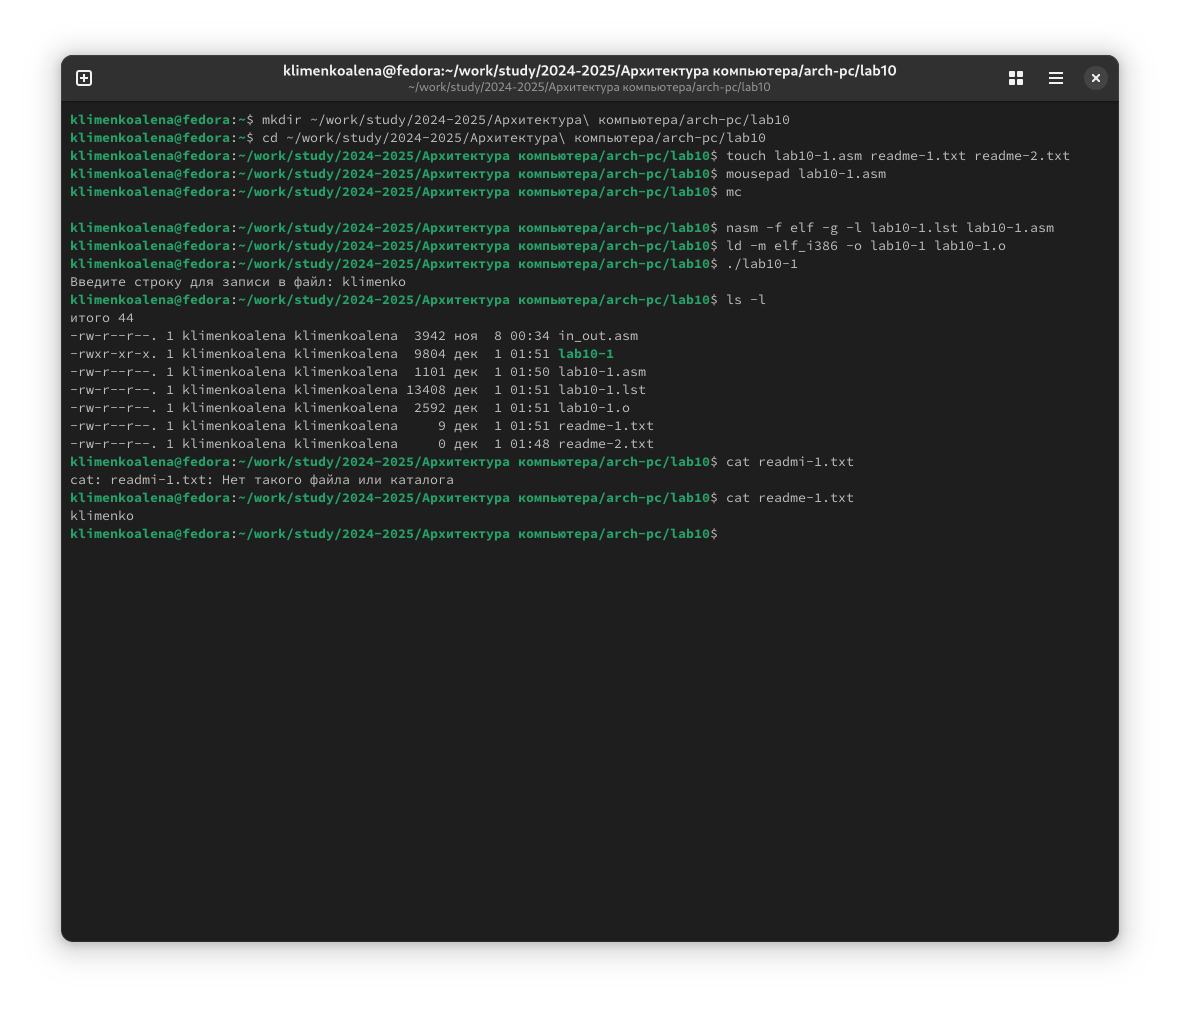 klimenkoalena@fedora:~/work/study/2024-2025/Архитектура компьютера/arch-pc/lab10
~/work/study/2024-2025/Архитектура компьютера/arch-pc/lab10
klimenkoalena@fedora:~$ mkdir ~/work/study/2024-2025/Архитектура\ компьютера/arch-pc/lab10
klimenkoalena@fedora:~$ cd ~/work/study/2024-2025/Архитектура\ компьютера/arch-pc/lab10
klimenkoalena@fedora:~/work/study/2024-2025/Архитектура компьютера/arch-pc/lab10$ touch lab10-1.asm readme-1.txt readme-2.txt
klimenkoalena@fedora:~/work/study/2024-2025/Архитектура компьютера/arch-pc/lab10$ mousepad lab10-1.asm
klimenkoalena@fedora:~/work/study/2024-2025/Архитектура компьютера/arch-pc/lab10$ mc
klimenkoalena@fedora:~/work/study/2024-2025/Архитектура компьютера/arch-pc/lab10$ nasm -f elf -g -l lab10-1.lst lab10-1.asm
klimenkoalena@fedora:~/work/study/2024-2025/Архитектура компьютера/arch-pc/lab10$ ld -m elf_i386 -o lab10-1 lab10-1.o
klimenkoalena@fedora:~/work/study/2024-2025/Архитектура компьютера/arch-pc/lab10$ ./lab10-1
Введите строку для записи в файл: klimenko
klimenkoalena@fedora:~/work/study/2024-2025/Архитектура компьютера/arch-pc/lab10$ ls -l
итого 44
-rw-r--r--. 1 klimenkoalena klimenkoalena  3942 ноя  8 00:34 in_out.asm
-rwxr-xr-x. 1 klimenkoalena klimenkoalena  9804 дек  1 01:51 lab10-1
-rw-r--r--. 1 klimenkoalena klimenkoalena  1101 дек  1 01:50 lab10-1.asm
-rw-r--r--. 1 klimenkoalena klimenkoalena 13408 дек  1 01:51 lab10-1.lst
-rw-r--r--. 1 klimenkoalena klimenkoalena  2592 дек  1 01:51 lab10-1.o
-rw-r--r--. 1 klimenkoalena klimenkoalena     9 дек  1 01:51 readme-1.txt
-rw-r--r--. 1 klimenkoalena klimenkoalena     0 дек  1 01:48 readme-2.txt
klimenkoalena@fedora:~/work/study/2024-2025/Архитектура компьютера/arch-pc/lab10$ cat readmi-1.txt
cat: readmi-1.txt: Нет такого файла или каталога
klimenkoalena@fedora:~/work/study/2024-2025/Архитектура компьютера/arch-pc/lab10$ cat readme-1.txt
klimenko
klimenkoalena@fedora:~/work/study/2024-2025/Архитектура компьютера/arch-pc/lab10$